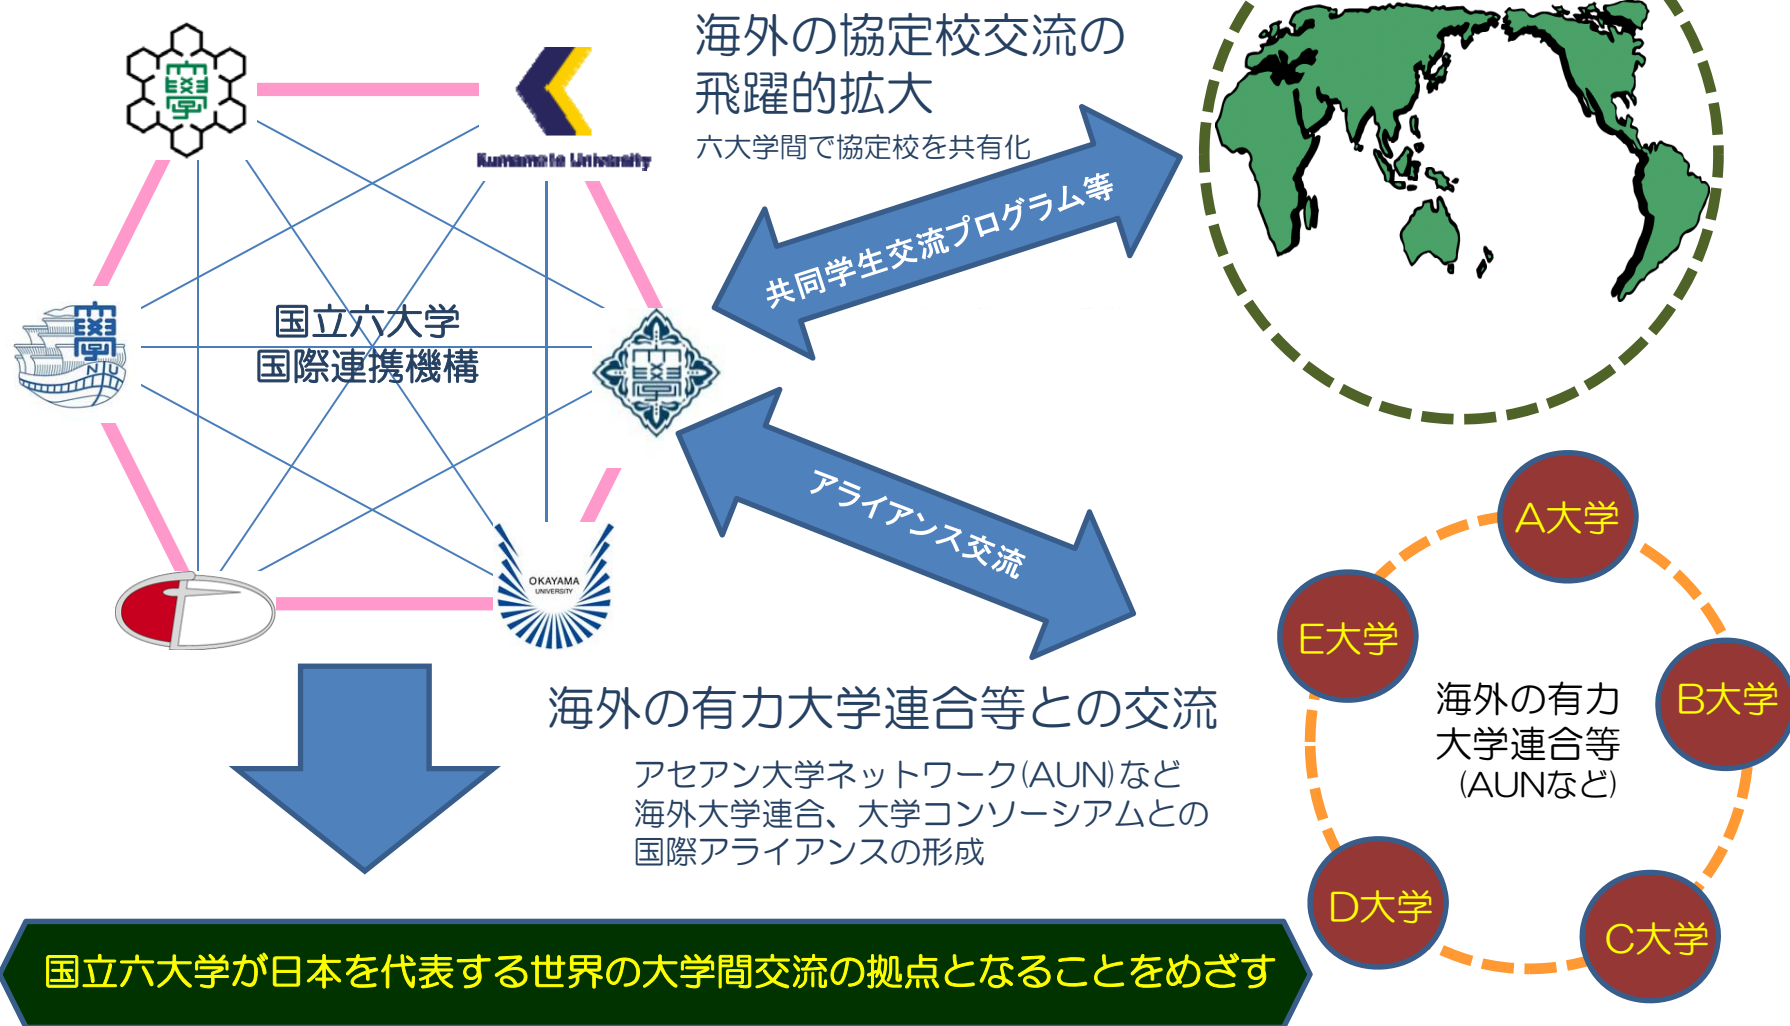 海外の協定校交流の
飛躍的拡大
六大学間で協定校を共有化
大學
Kumamoto University
共同学生交流プログラム等
国立六大学
国際連携機構
大學
NU
大學
アライアンス交流
OKAYAMA
UNIVERSITY
海外の有力大学連合等との交流
アセアン大学ネットワーク(AUN)など
海外大学連合、大学コンソーシアムとの
国際アライアンスの形成
A大学
E大学
B大学
海外の有力
大学連合等
(AUNなど)
D大学
C大学
国立六大学が日本を代表する世界の大学間交流の拠点となることをめざす